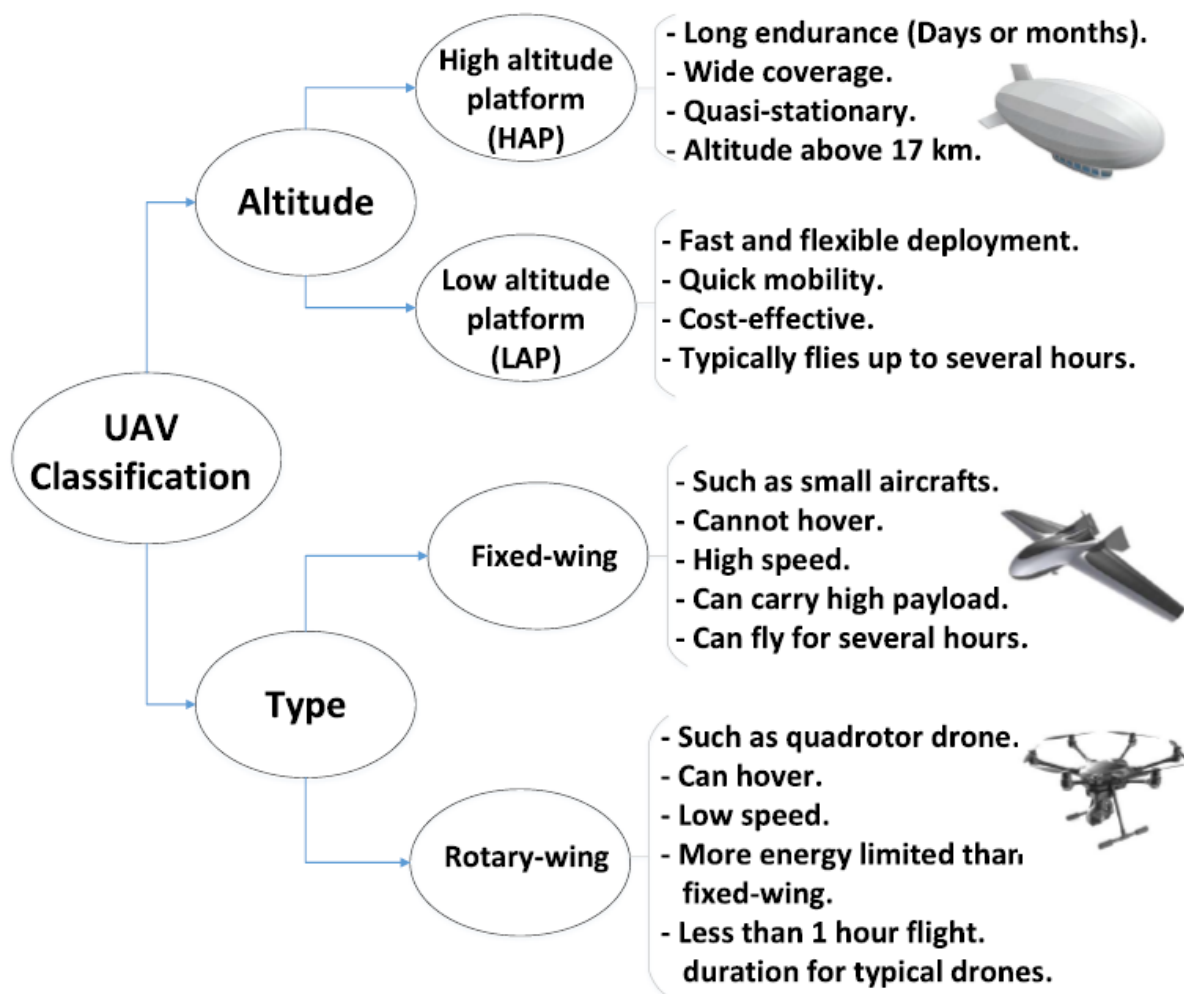 High altitude
platform
(HAP)
- Long endurance (Days or months).
- Wide coverage.
- Quasi-stationary.
- Altitude above 17 km.
Altitude
Low altitude
platform
(LAP)
- Fast and flexible deployment.
- Quick mobility.
- Cost-effective.
- Typically flies up to several hours.
UAV
Classification
Fixed-wing
- Such as small aircrafts.
- Cannot hover.
- High speed.
- Can carry high payload.
- Can fly for several hours.
Type
Rotary-wing
- Such as quadrotor drone.
- Can hover.
- Low speed.
- More energy limited than
fixed-wing.
- Less than 1 hour flight.
duration for typical drones.